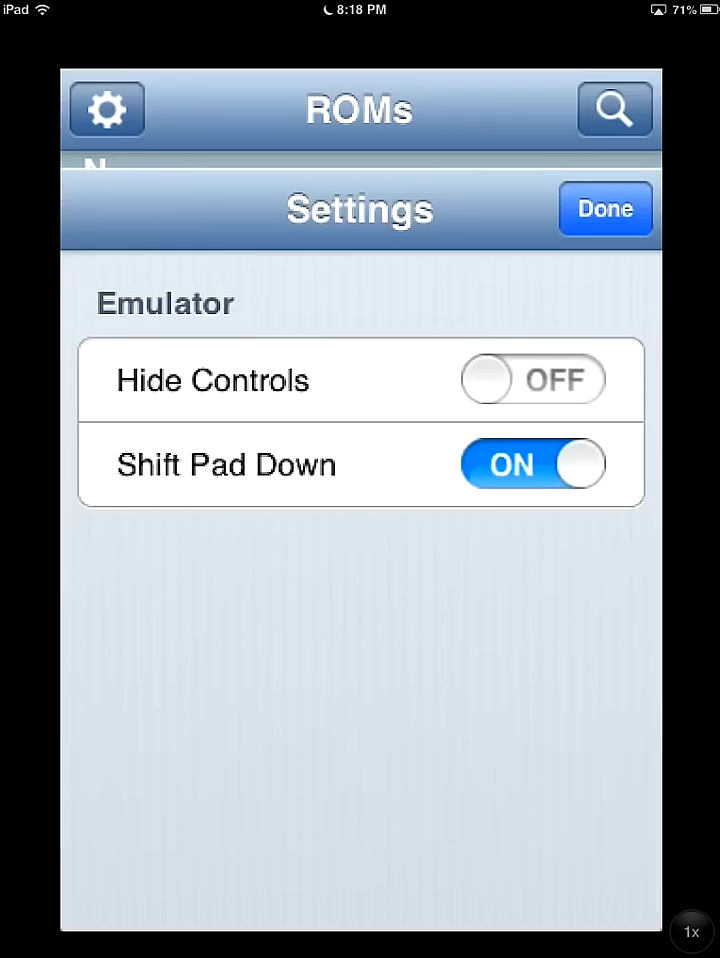 iPad 8:18 PM 71%
ROMs
N
Settings Done
Emulator
Hide Controls OFF
Shift Pad Down ON
1x